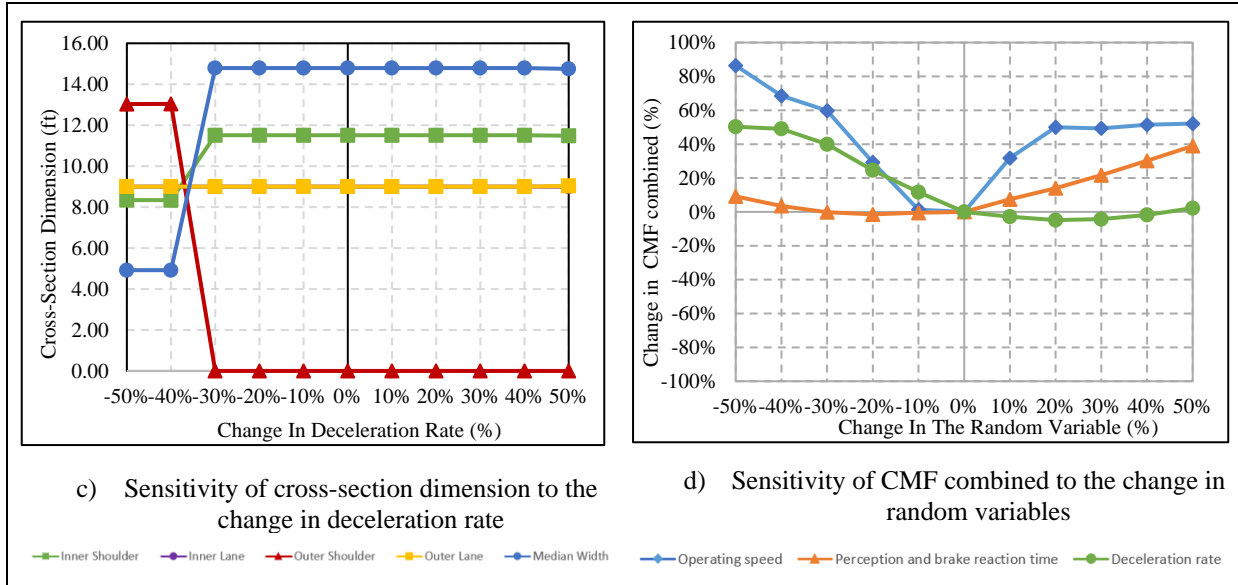 16.00
14.00
12.00
10.00
8.00
6.00
4.00
2.00
0.00
Cross-Section Dimension (ft)
-50%-40%-30%-20%-10% 0% 10% 20% 30% 40% 50%
Change In Deceleration Rate (%)
c) Sensitivity of cross-section dimension to the
change in deceleration rate
Inner Shoulder Inner Lane Outer Shoulder Outer Lane Median Width
100%
80%
60%
40%
20%
0%
-20%
-40%
-60%
-80%
-100%
Change in CMF combined (%)
-50% -40% -30% -20% -10% 0% 10% 20% 30% 40% 50%
Change In The Random Variable (%)
d) Sensitivity of CMF combined to the change in
random variables
Operating speed Perception and brake reaction time Deceleration rate